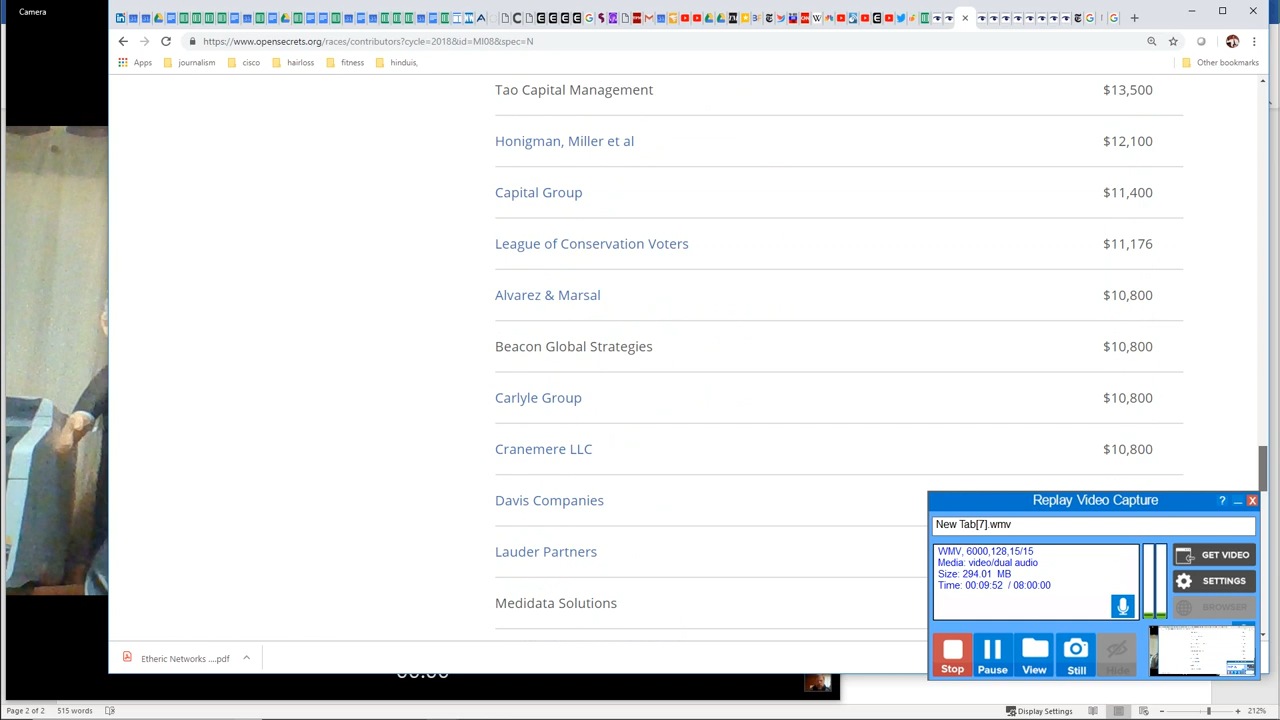 Camera
https://www.opensecrets.org/races/contributors?cycle=2018&id=MI08&spec=N
Apps journalism cisco hairloss fitness hinduis, Other bookmarks
Tao Capital Management $13,500
Honigman, Miller et al $12,100
Capital Group $11,400
League of Conservation Voters $11,176
Alvarez & Marsal $10,800
Beacon Global Strategies $10,800
Carlyle Group $10,800
Cranemere LLC $10,800
Davis Companies
Lauder Partners
Medidata Solutions
Replay Video Capture
New Tab[7].wmv
WMV, 6000,128,15/15
Media: video/dual audio
Size: 294.01 MB
Time: 00:09:52 / 08:00:00
GET VIDEO
SETTINGS
BROWSER
Stop Pause View Still Hide
Etheric Networks ....pdf
Page 2 of 2 515 words Display Settings 212%